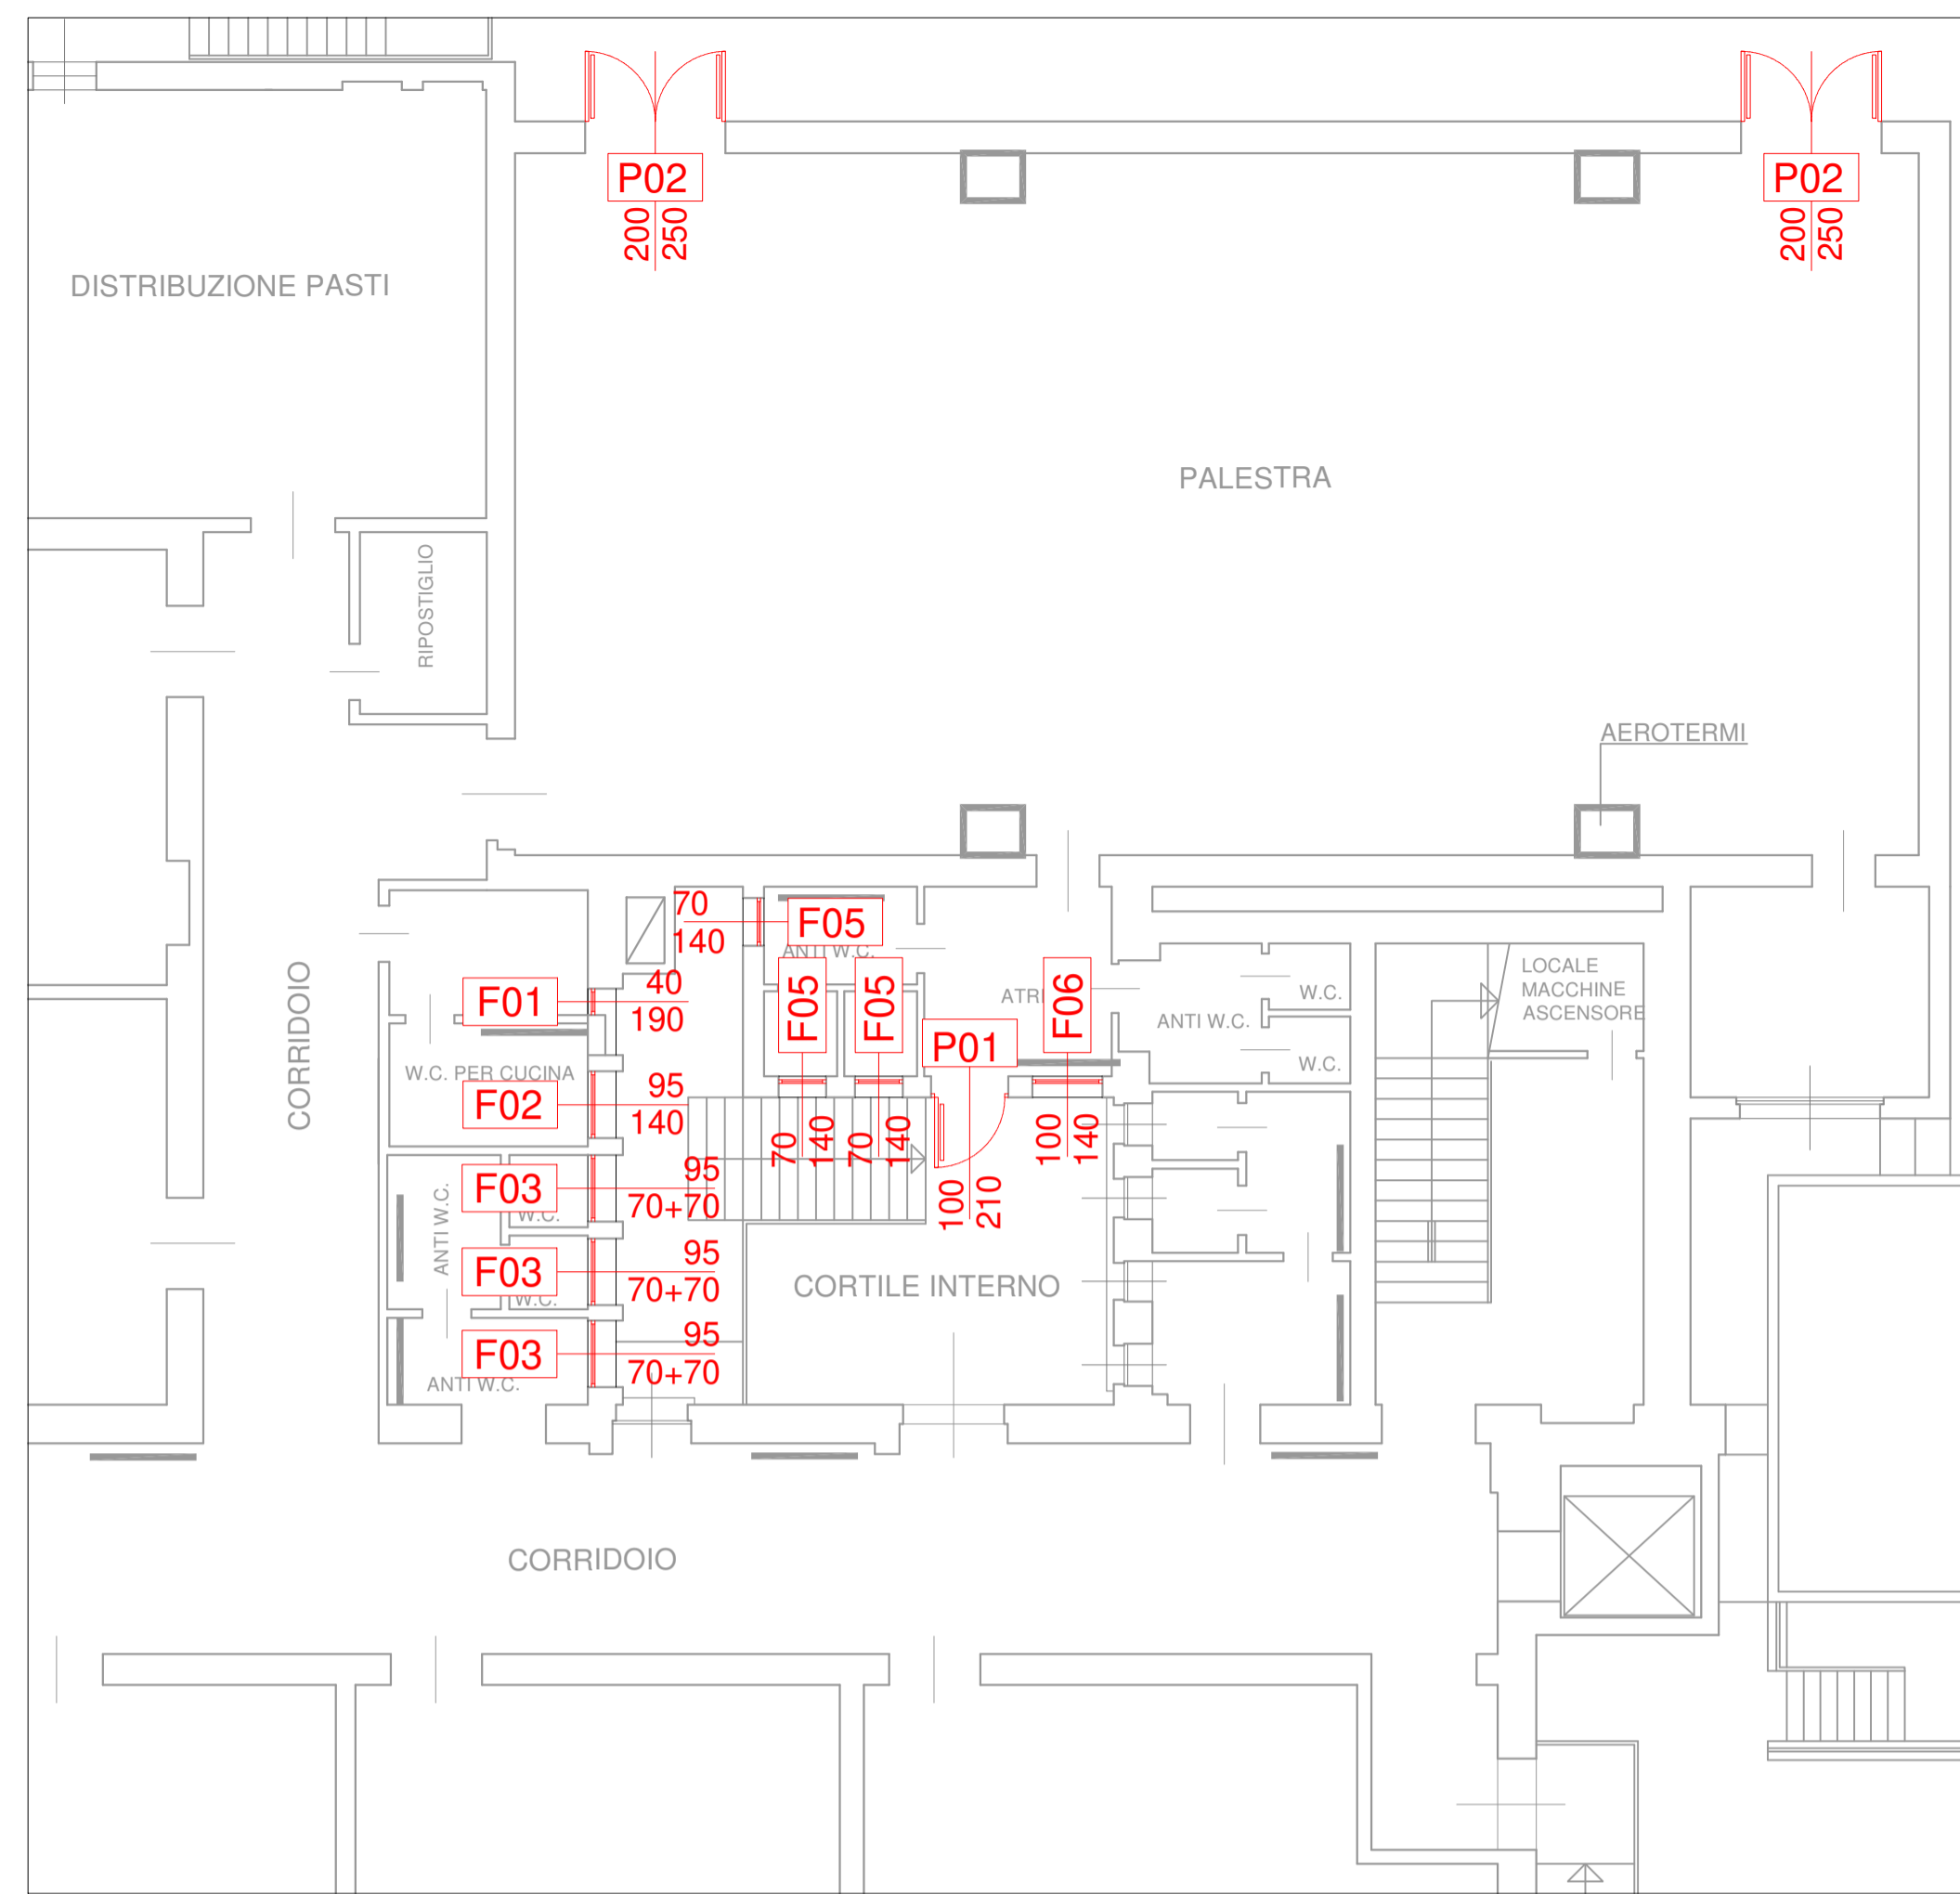 P02
200
250
P02
200
250
DISTRIBUZIONE PASTI
PALESTRA
RIPOSTIGLIO
AEROTERMI
CORRIDOIO
70
140
F05
ANTI W.C.
F01
40
190
F05
70
140
F05
70
140
F06
100
140
P01
100
210
ANTI W.C.
W.C.
W.C.
LOCALE
MACCHINE
ASCENSORE
W.C. PER CUCINA
F02
95
140
F03
95
70+70
W.C.
ANTI W.C.
F03
95
70+70
W.C.
F03
95
70+70
ANTI W.C.
CORTILE INTERNO
CORRIDOIO